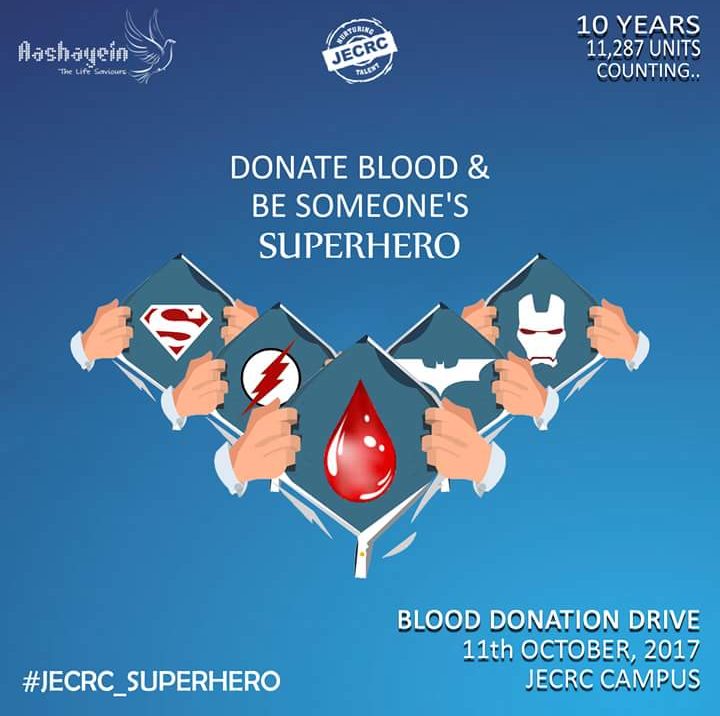 Aashayein
The Life Saviours
NURTURING
JECRC
TALENT
10 YEARS
11,287 UNITS
COUNTING..
DONATE BLOOD &
BE SOMEONE'S
SUPERHERO
S
BLOOD DONATION DRIVE
11th OCTOBER, 2017
JECRC CAMPUS
#JECRC_SUPERHERO